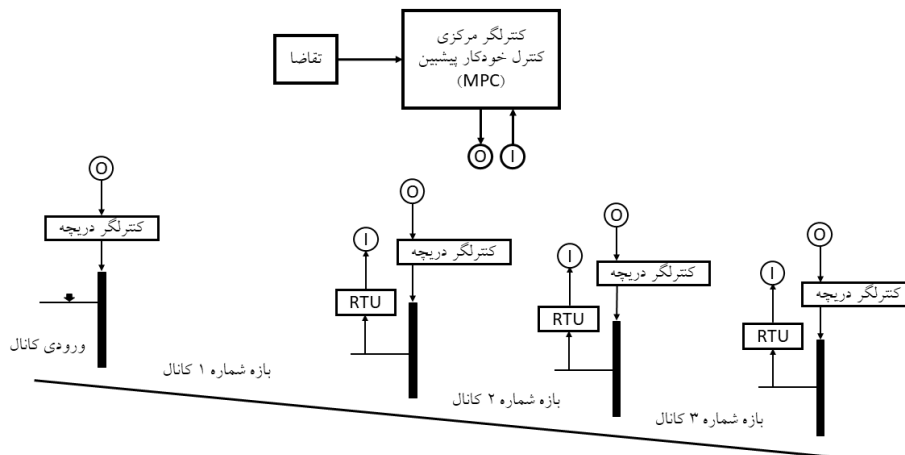 کنترلگر مرکزی
کنترل خودکار پیشبین
(MPC)
تقاضا
O
I
O
کنترلگر دریچه
O
کنترلگر دریچه
I
RTU
O
کنترلگر دریچه
I
RTU
O
کنترلگر دریچه
I
RTU
ورودی کانال
بازه شماره ۱ کانال
بازه شماره ۲ کانال
بازه شماره ۳ کانال